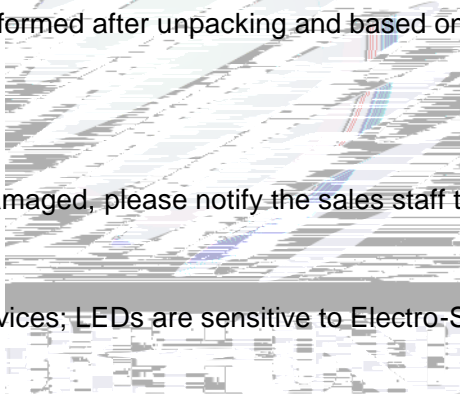 formed after unpacking and based on
maged, please notify the sales staff t
vices; LEDs are sensitive to Electro-S